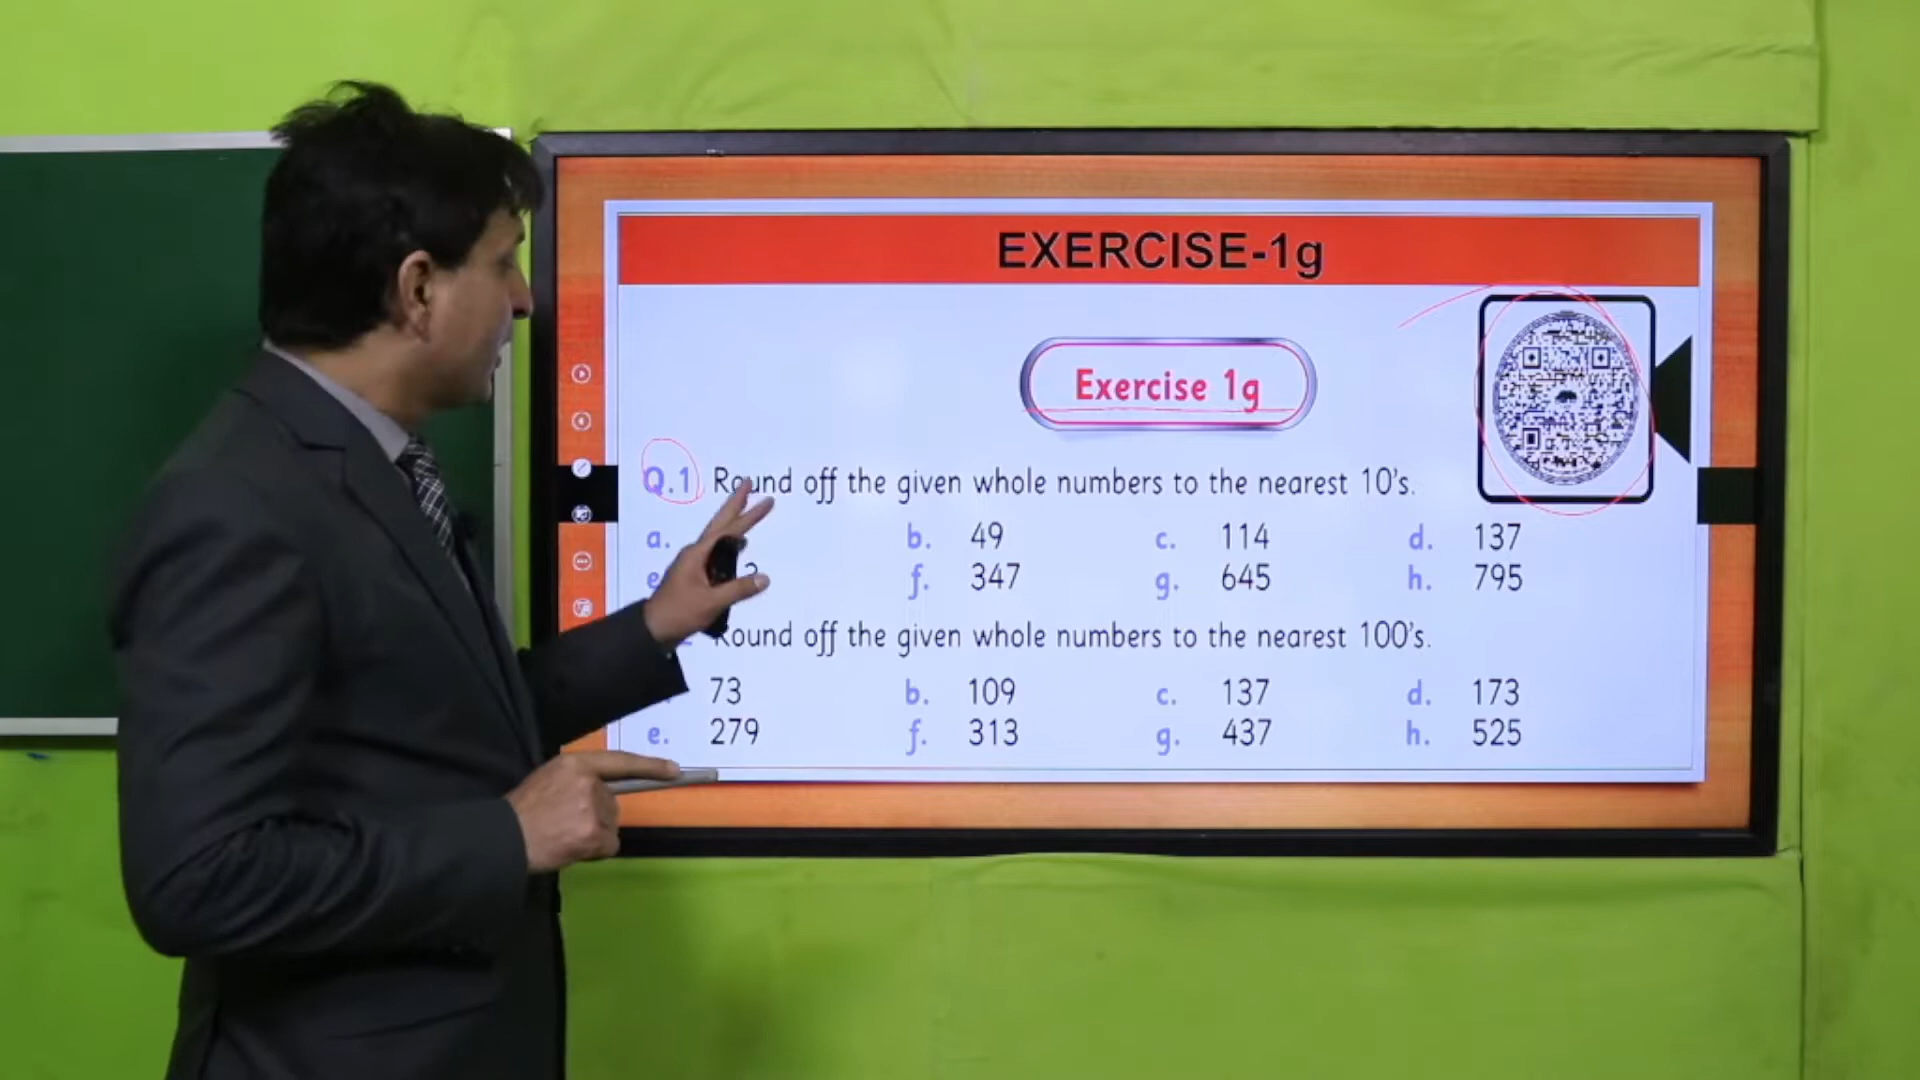 EXERCISE-1g
Exercise 1g
Q.1 Round off the given whole numbers to the nearest 10's.
a. b. 49 c. 114 d. 137
e f. 347 g. 645 h. 795
Round off the given whole numbers to the nearest 100's.
73 b. 109 c. 137 d. 173
e. 279 f. 313 g. 437 h. 525